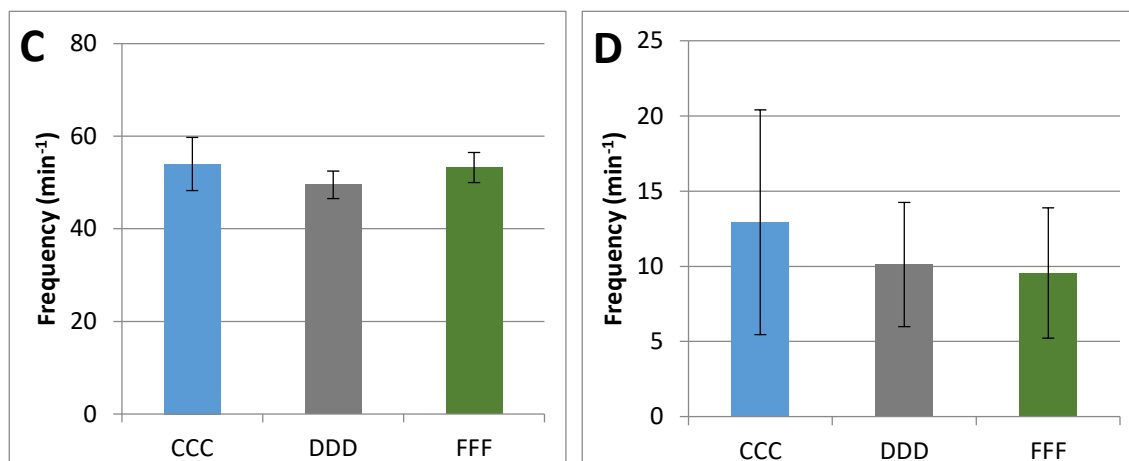 C
Frequency (min⁻¹)
80
60
40
20
0
CCC DDD FFF
D
Frequency (min⁻¹)
25
20
15
10
5
0
CCC DDD FFF